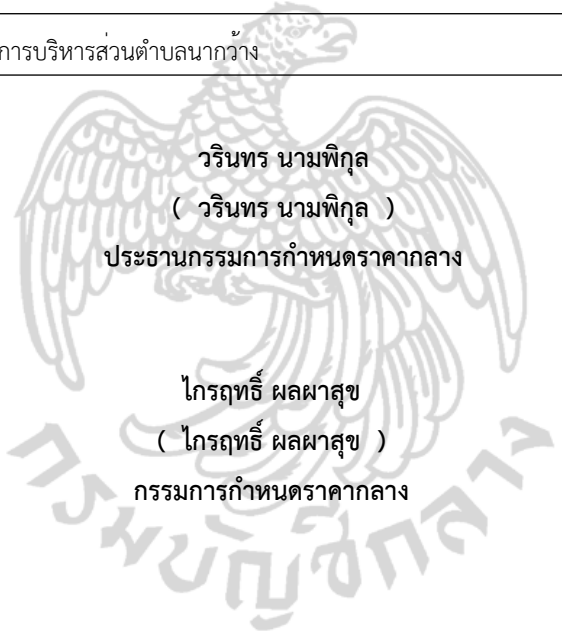 การบริหารส่วนตำบลนากว้าง
วรินทร นามพิกุล
( วรินทร นามพิกุล )
ประธานกรรมการกำหนดราคากลาง
ไกรฤทธิ์ ผลผาสุข
( ไกรฤทธิ์ ผลผาสุข )
กรรมการกำหนดราคากลาง
กรมบัญชีกลาง